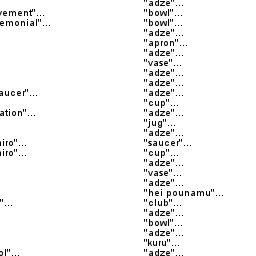 "adze"...
vement"... "bowl"...
emonial"... "bowl"...
"adze"...
"apron"...
"adze"...
"vase"...
"adze"...
"adze"...
aucer"... "adze"...
"cup"...
ation"... "adze"...
"jug"...
"adze"...
iro"... "saucer"...
iro"... "cup"...
"adze"...
"vase"...
"adze"...
"hei pounamu"...
"... "club"...
"adze"...
"bowl"...
"adze"...
"kuru"...
ol"... "adze"...